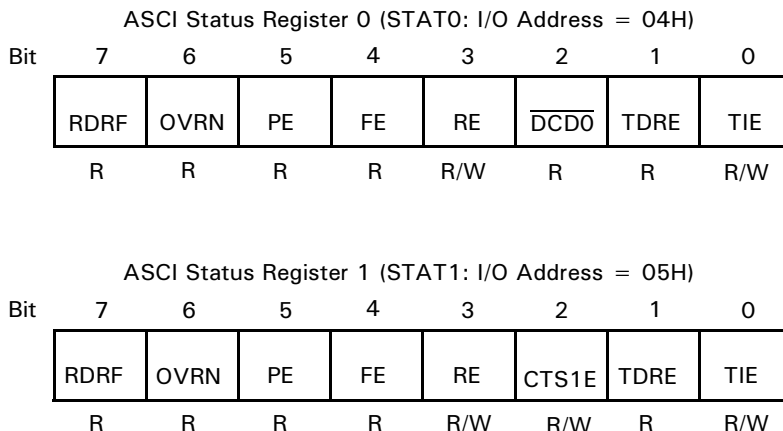 ASCI Status Register 0 (STAT0: I/O Address = 04H)
Bit 7 6 5 4 3 2 1 0
RDRF OVRN PE FE RE DCD0 TDRE TIE
R R R R R/W R R R/W
ASCI Status Register 1 (STAT1: I/O Address = 05H)
Bit 7 6 5 4 3 2 1 0
RDRF OVRN PE FE RE CTS1E TDRE TIE
R R R R R/W R/W R R/W